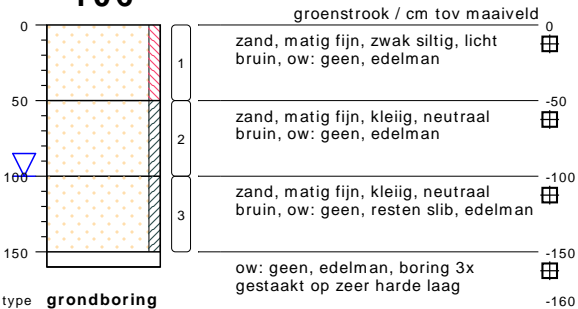 groenstrook / cm tov maaiveld
0
0
zand, matig fijn, zwak siltig, licht
bruin, ow: geen, edelman
1
50
-50
zand, matig fijn, kleiig, neutraal
bruin, ow: geen, edelman
2
100
-100
zand, matig fijn, kleiig, neutraal
bruin, ow: geen, resten slib, edelman
3
150
-150
ow: geen, edelman, boring 3x
gestaakt op zeer harde laag
type grondboring
-160